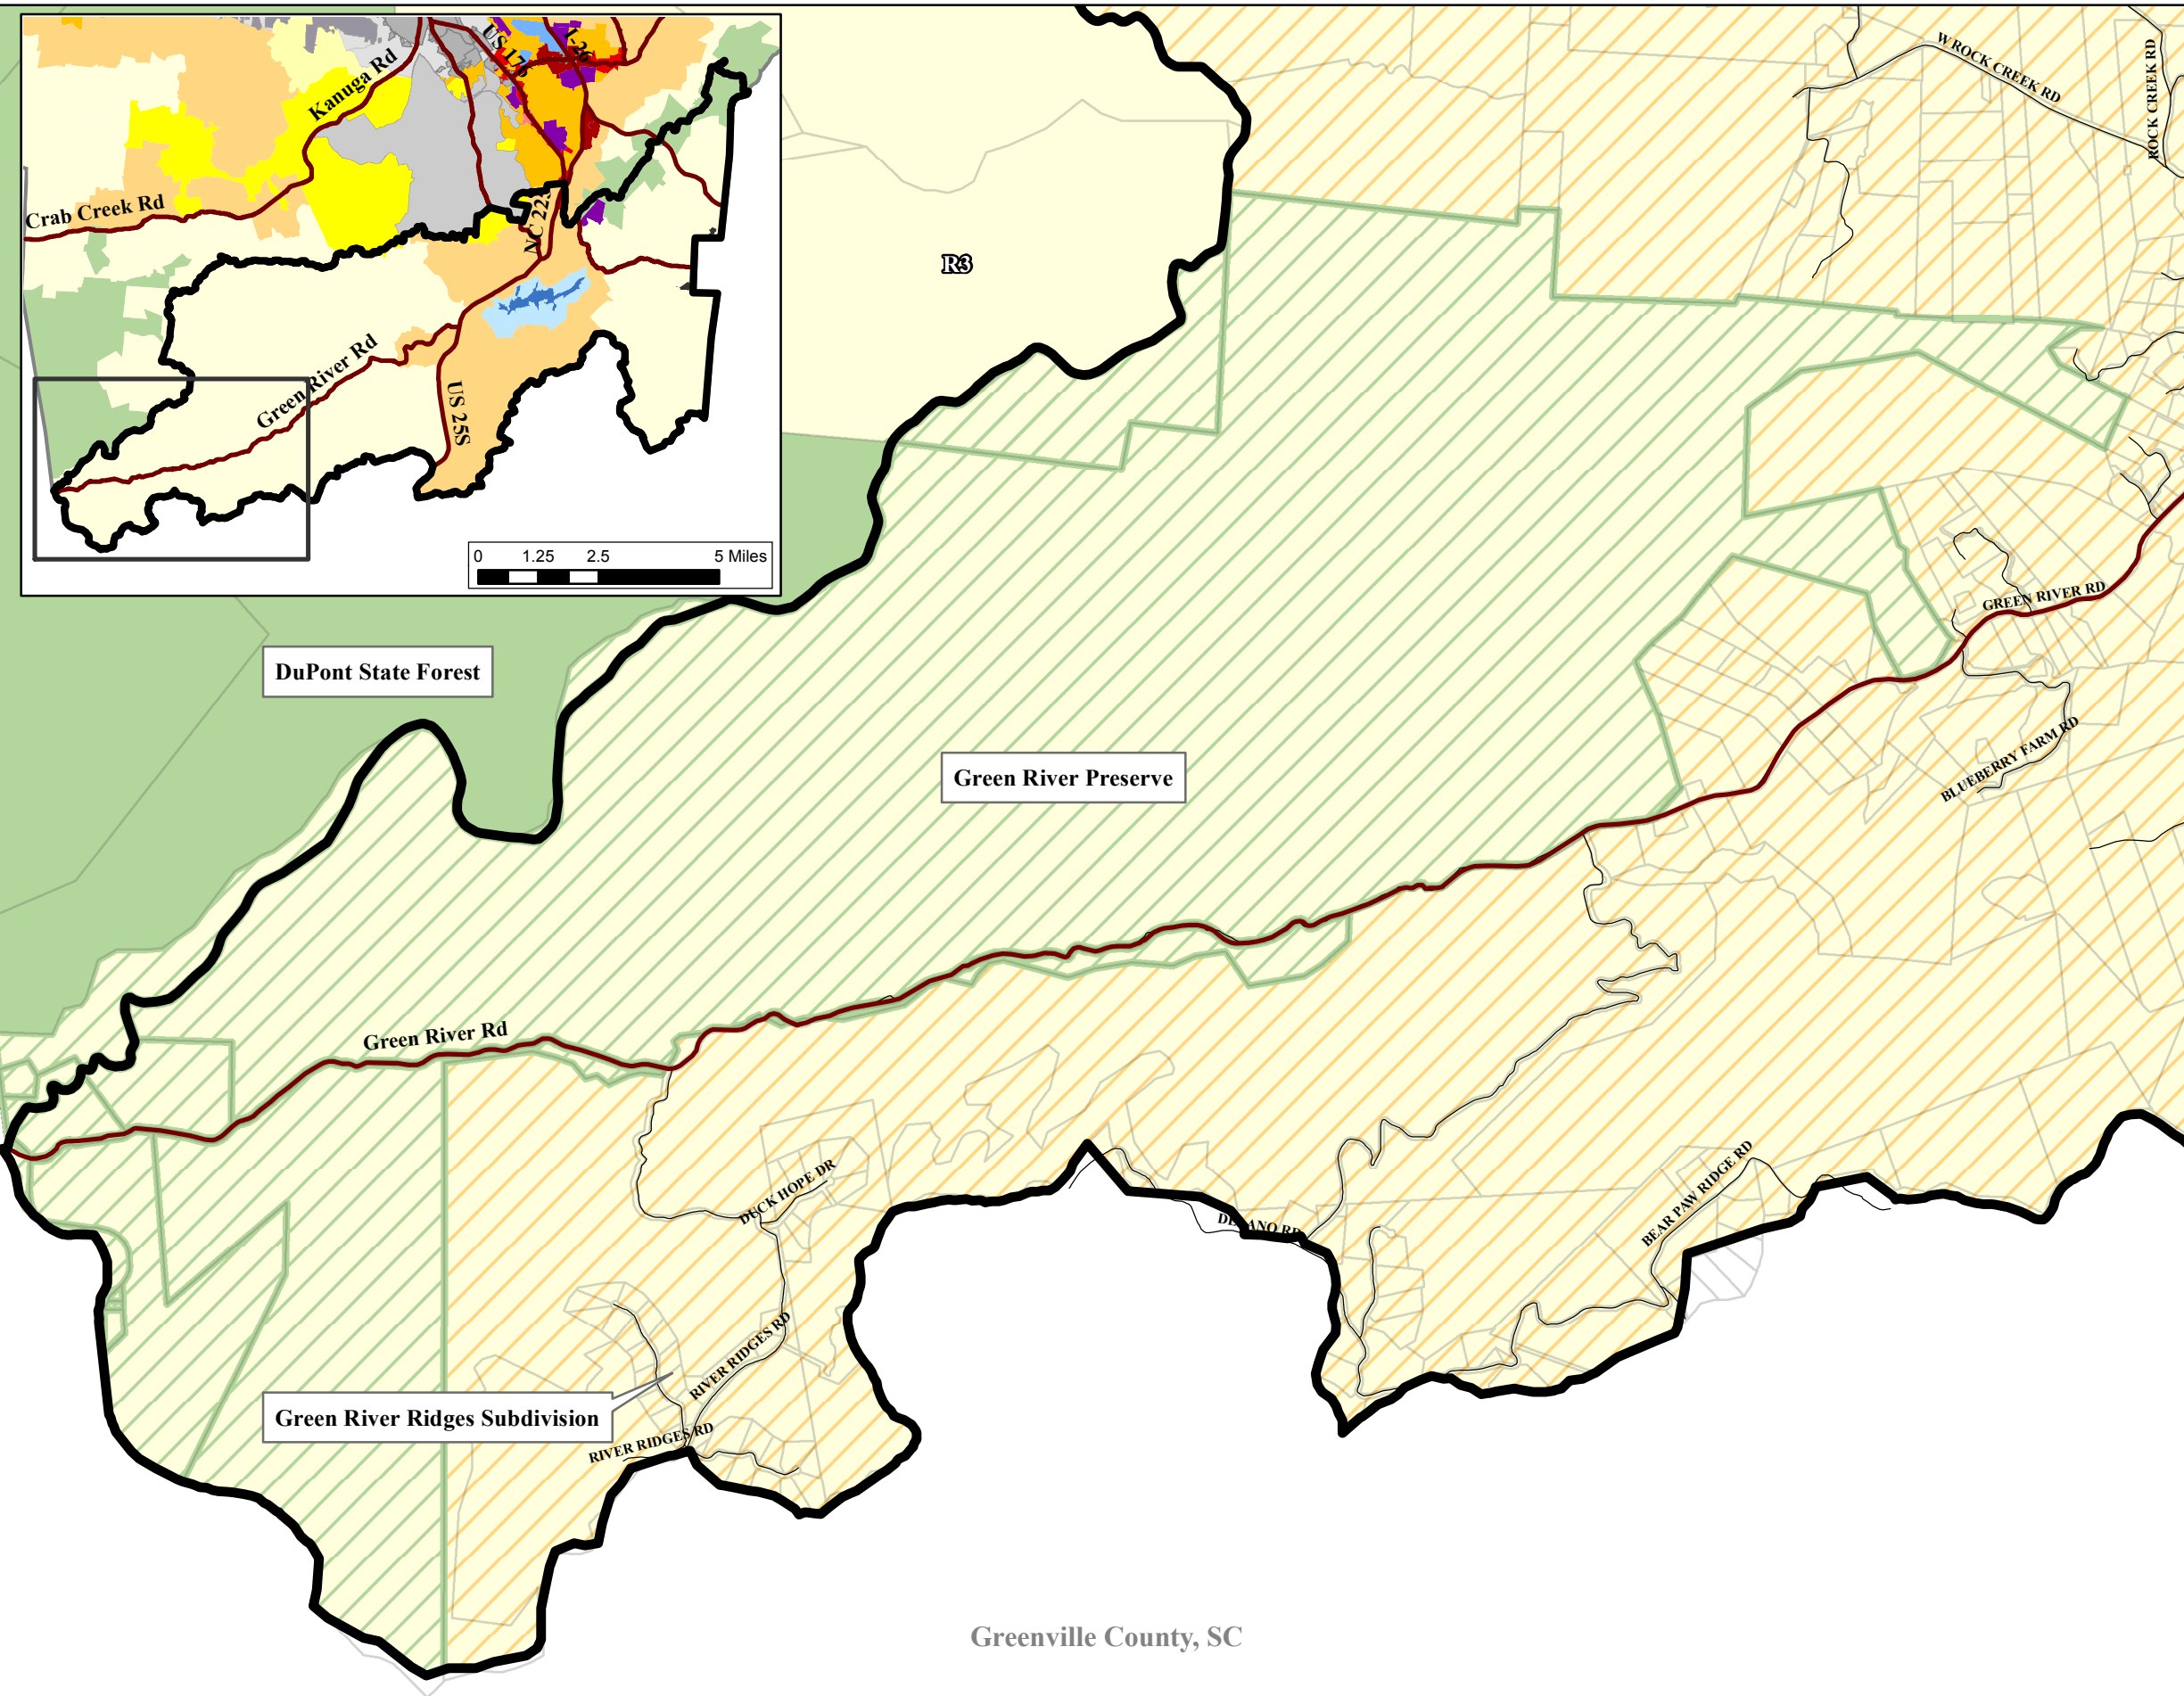 Kanuga Rd
US 176
I-26
Crab Creek Rd
NC 225
Green River Rd
US 25S
0 1.25 2.5 5 Miles
W ROCK CREEK RD
ROCK CREEK RD
R3
GREEN RIVER RD
DuPont State Forest
Green River Preserve
BLUEBERRY FARM RD
Green River Rd
DUCK HOPE DR
BEAR PAW RIDGE RD
RIVER RIDGES RD
Green River Ridges Subdivision
RIVER RIDGES RD
Greenville County, SC